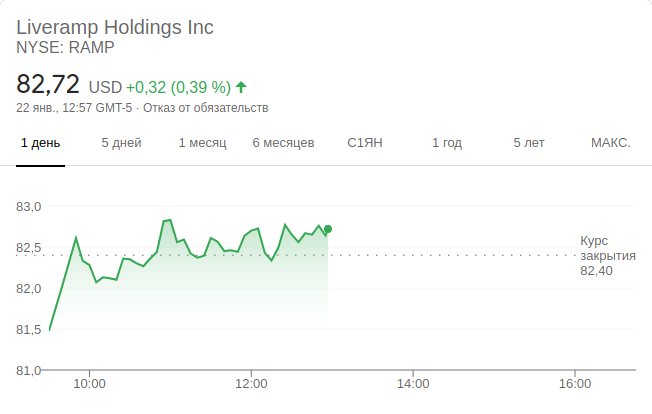 Liveramp Holdings Inc
NYSE: RAMP
82,72 USD +0,32 (0,39 %)
22 янв., 12:57 GMT-5 · Отказ от обязательств
1 день 5 дней 1 месяц 6 месяцев С1ЯН 1 год 5 лет МАКС.
83,0
82,5
82,0
81,5
81,0
Курс
закрытия
82,40
10:00 12:00 14:00 16:00